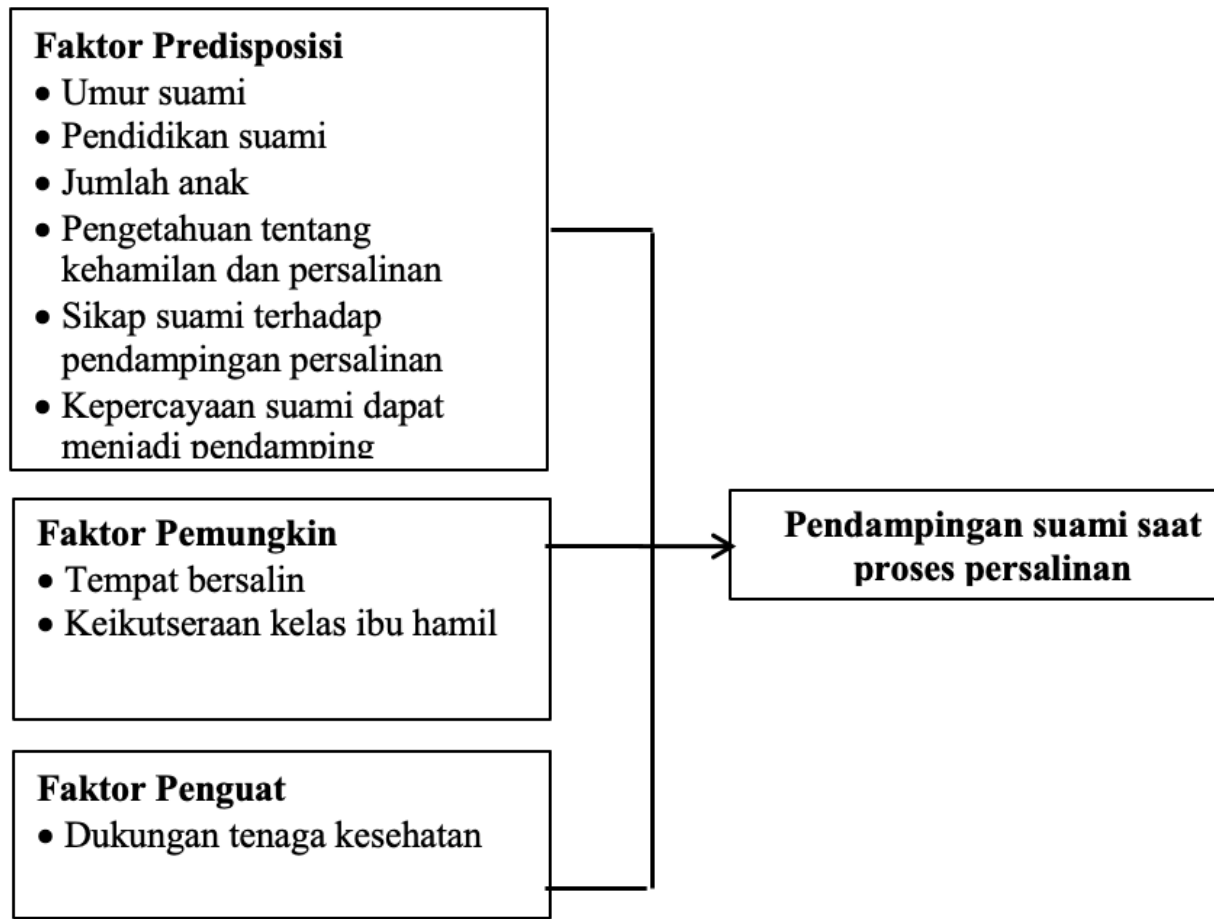 Faktor Predisposisi
• Umur suami
• Pendidikan suami
• Jumlah anak
• Pengetahuan tentang
kehamilan dan persalinan
• Sikap suami terhadap
pendampingan persalinan
• Kepercayaan suami dapat
menjadi pendamping
Faktor Pemungkin
• Tempat bersalin
• Keikutseraan kelas ibu hamil
Faktor Penguat
• Dukungan tenaga kesehatan
Pendampingan suami saat
proses persalinan